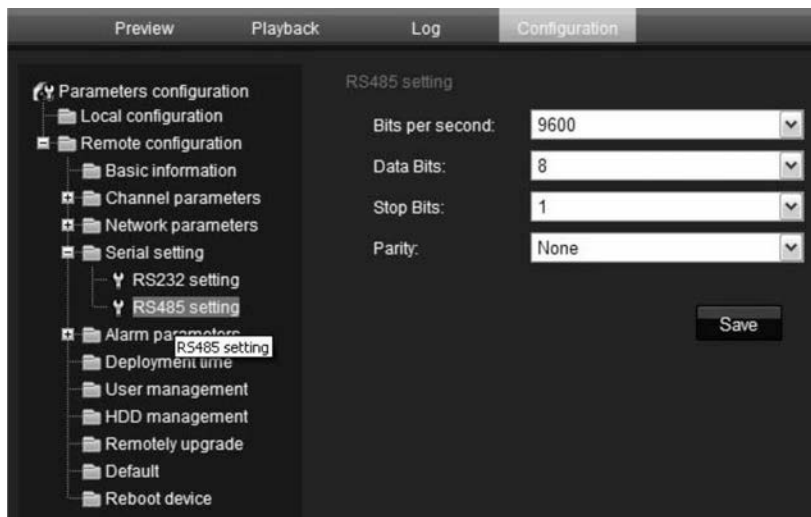 Preview Playback Log Configuration
Parameters configuration
Local configuration
Remote configuration
Basic information
Channel parameters
Network parameters
Serial setting
RS232 setting
RS485 setting
Alarm parameters
RS485 setting
Deployment time
User management
HDD management
Remotely upgrade
Default
Reboot device
RS485 setting
Bits per second: 9600
Data Bits: 8
Stop Bits: 1
Parity: None
Save